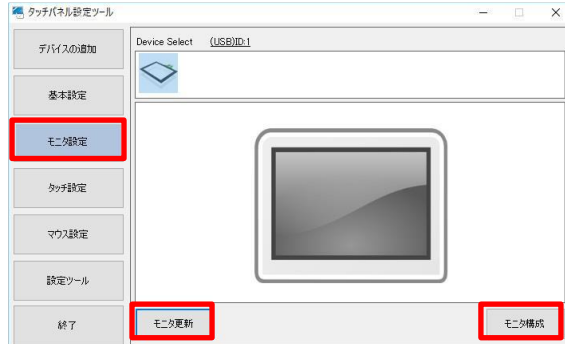 タッチパネル設定ツール
デバイスの追加
Device Select (USB)ID:1
基本設定
モニタ設定
タッチ設定
マウス設定
設定ツール
終了
モニタ更新
モニタ構成